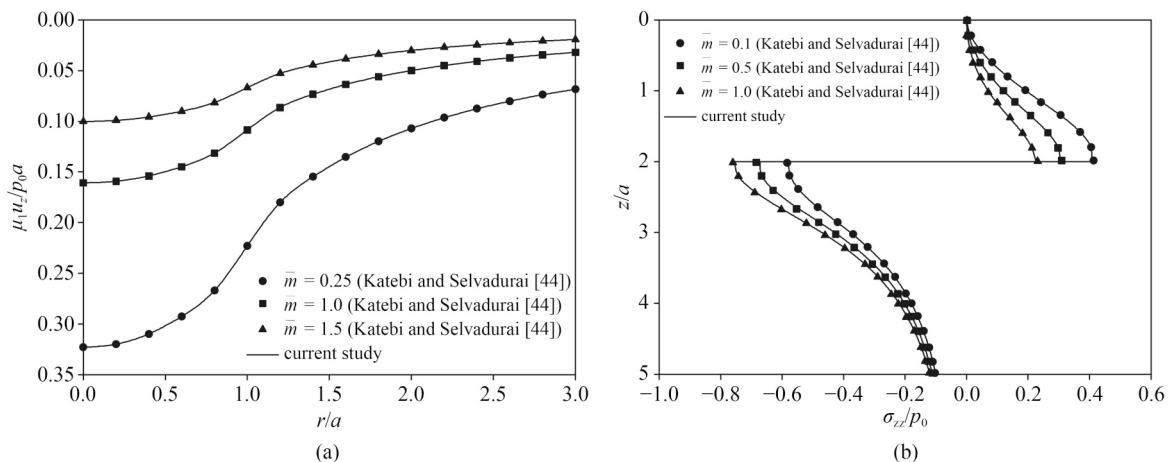 0.00
0.05
0.10
0.15
0.20
0.25
0.30
0.35
μ₁u_z/p₀a
m̄ = 0.25 (Katebi and Selvadurai [44])
m̄ = 1.0 (Katebi and Selvadurai [44])
m̄ = 1.5 (Katebi and Selvadurai [44])
current study
0.0 0.5 1.0 1.5 2.0 2.5 3.0
r/a
(a)
0
1
2
3
4
5
z/a
m̄ = 0.1 (Katebi and Selvadurai [44])
m̄ = 0.5 (Katebi and Selvadurai [44])
m̄ = 1.0 (Katebi and Selvadurai [44])
current study
−1.0 −0.8 −0.6 −0.4 −0.2 0.0 0.2 0.4 0.6
σ_zz/p₀
(b)